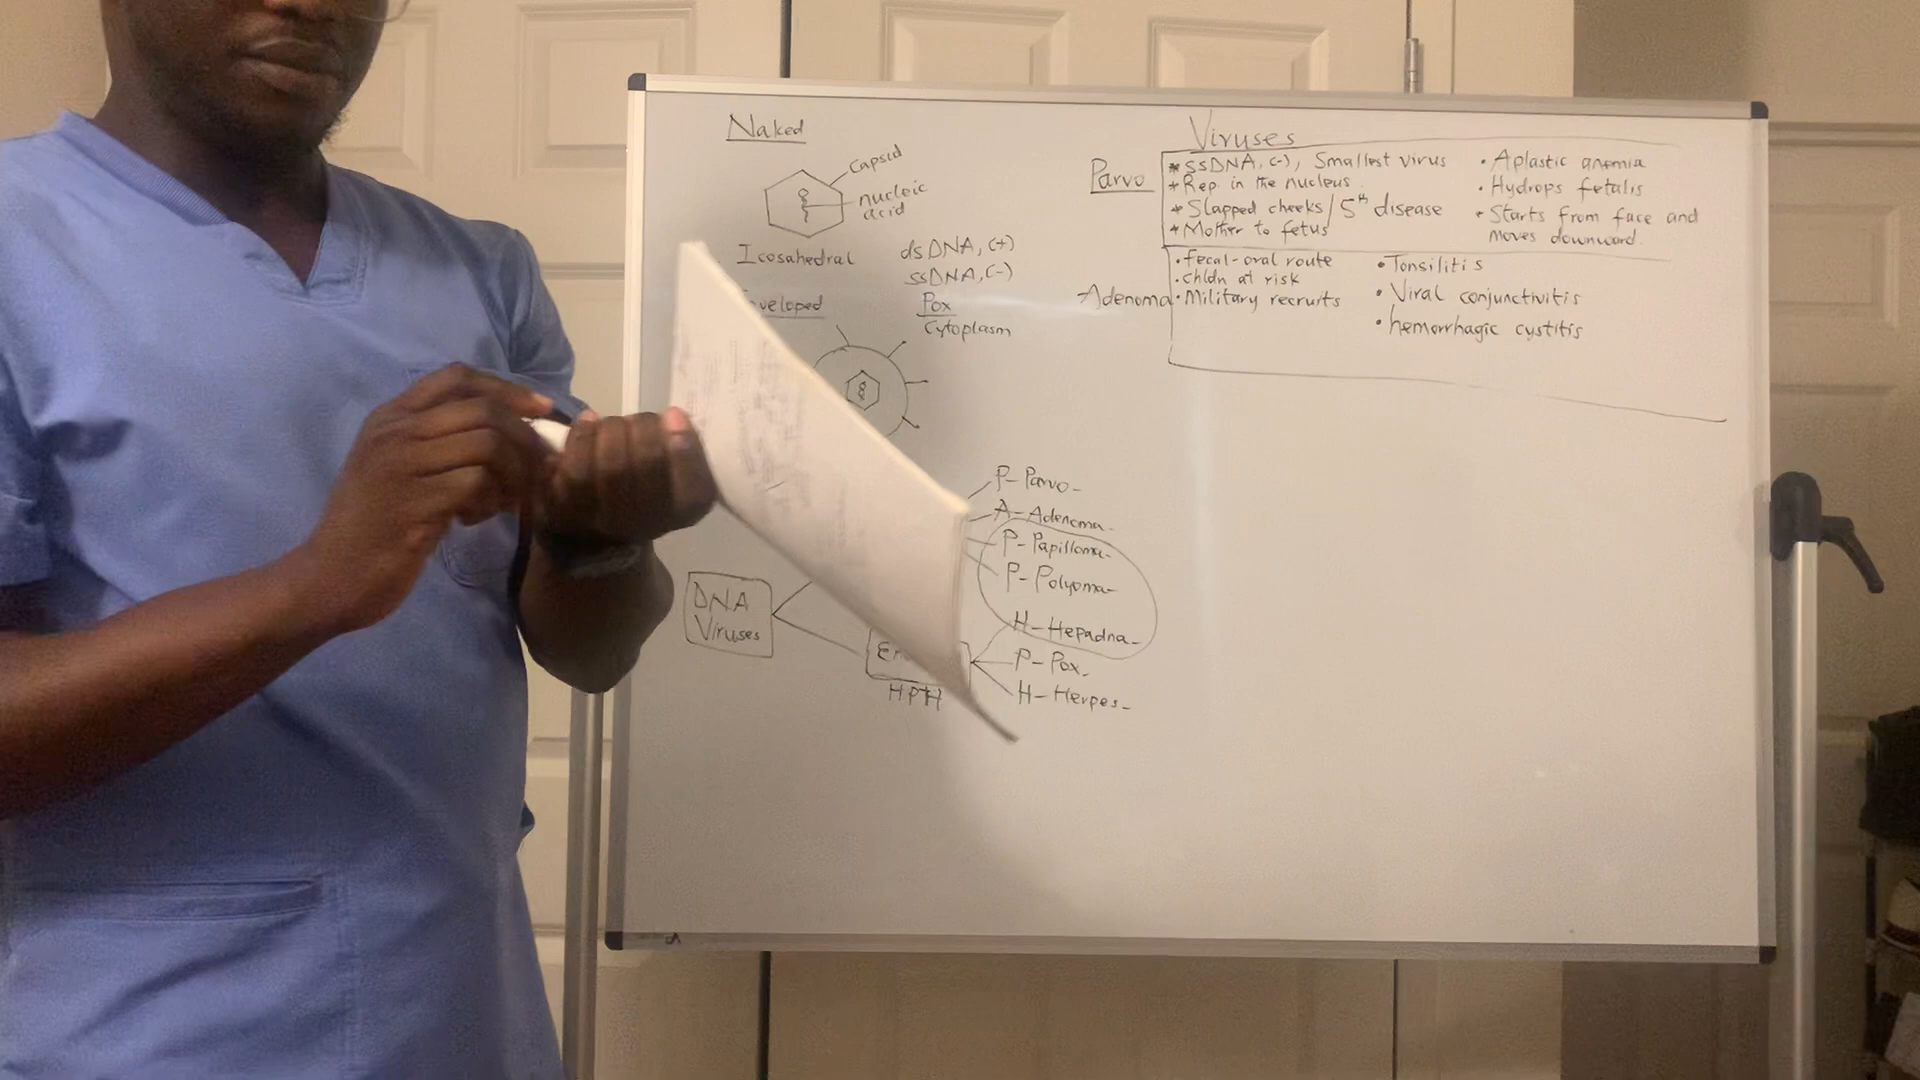 Naked
Capsid
nucleic
acid
Icosahedral
dsDNA, (+)
ssDNA, (-)
veloped
Pox
Cytoplasm
Viruses
Parvo
* ssDNA, (-), Smallest virus
* Rep. in the nucleus
* Slapped cheeks / 5th disease
* Mother to fetus
• Aplastic anemia
• Hydrops fetalis
• Starts from face and
moves downward.
Adenoma
• fecal-oral route
• chldn at risk
• Military recruits
• Tonsilitis
• Viral conjunctivitis
• hemorrhagic cystitis
DNA
Viruses
P- Parvo-
A- Adenoma-
P- Papilloma-
P- Polyoma-
HPH
H- Hepadna-
P- Pox-
H- Herpes-